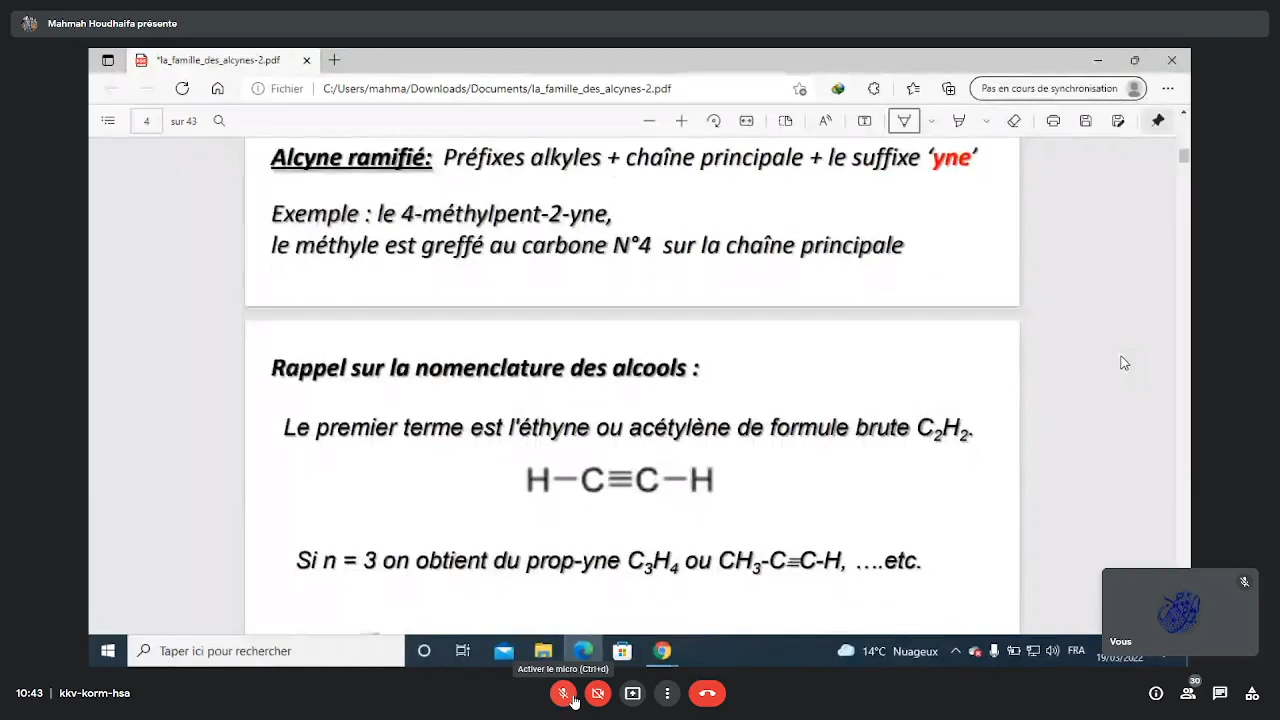 Mahmah Houdhaifa présente
*la_famille_des_alcynes-2.pdf
Fichier C:/Users/mahma/Downloads/Documents/la_famille_des_alcynes-2.pdf
Pas en cours de synchronisation
4 sur 43
Alcyne ramifié: Préfixes alkyles + chaîne principale + le suffixe ‘yne’
Exemple : le 4-méthylpent-2-yne,
le méthyle est greffé au carbone N°4 sur la chaîne principale
Rappel sur la nomenclature des alcools :
Le premier terme est l'éthyne ou acétylène de formule brute C₂H₂.
H−C≡C−H
Si n = 3 on obtient du prop-yne C₃H₄ ou CH₃-C≡C-H, ….etc.
Vous
Taper ici pour rechercher
14°C Nuageux
FRA
19/03/2022
Activer le micro (Ctrl+d)
10:43 kkv-korm-hsa
30